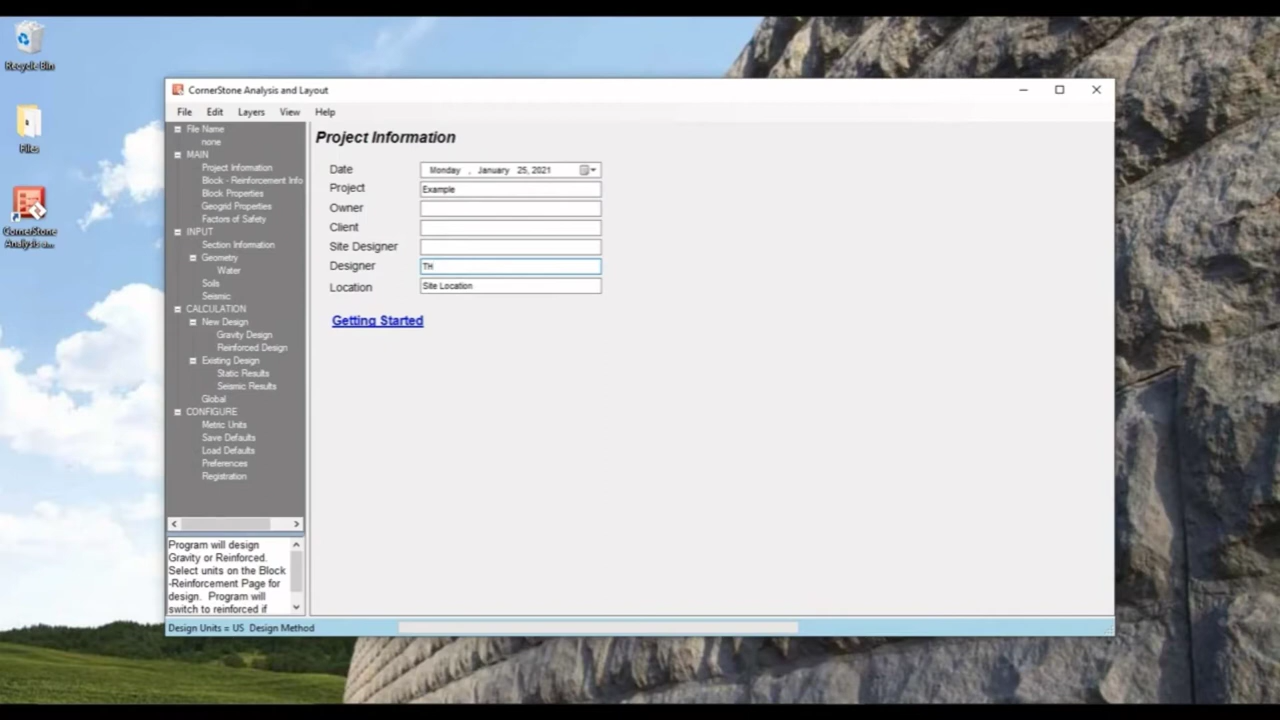 Recycle Bin
Files
CornerStone
Analysis a...
CornerStone Analysis and Layout
File Edit Layers View Help
File Name
none
MAIN
Project Information
Block - Reinforcement Info
Block Properties
Geogrid Properties
Factors of Safety
INPUT
Section Information
Geometry
Water
Soils
Seismic
CALCULATION
New Design
Gravity Design
Reinforced Design
Existing Design
Static Results
Seismic Results
Global
CONFIGURE
Metric Units
Save Defaults
Load Defaults
Preferences
Registration
Program will design
Gravity or Reinforced.
Select units on the Block
-Reinforcement Page for
design. Program will
switch to reinforced if
Project Information
Date Monday , January 25, 2021
Project Example
Owner
Client
Site Designer
Designer TH
Location Site Location
Getting Started
Design Units = US Design Method